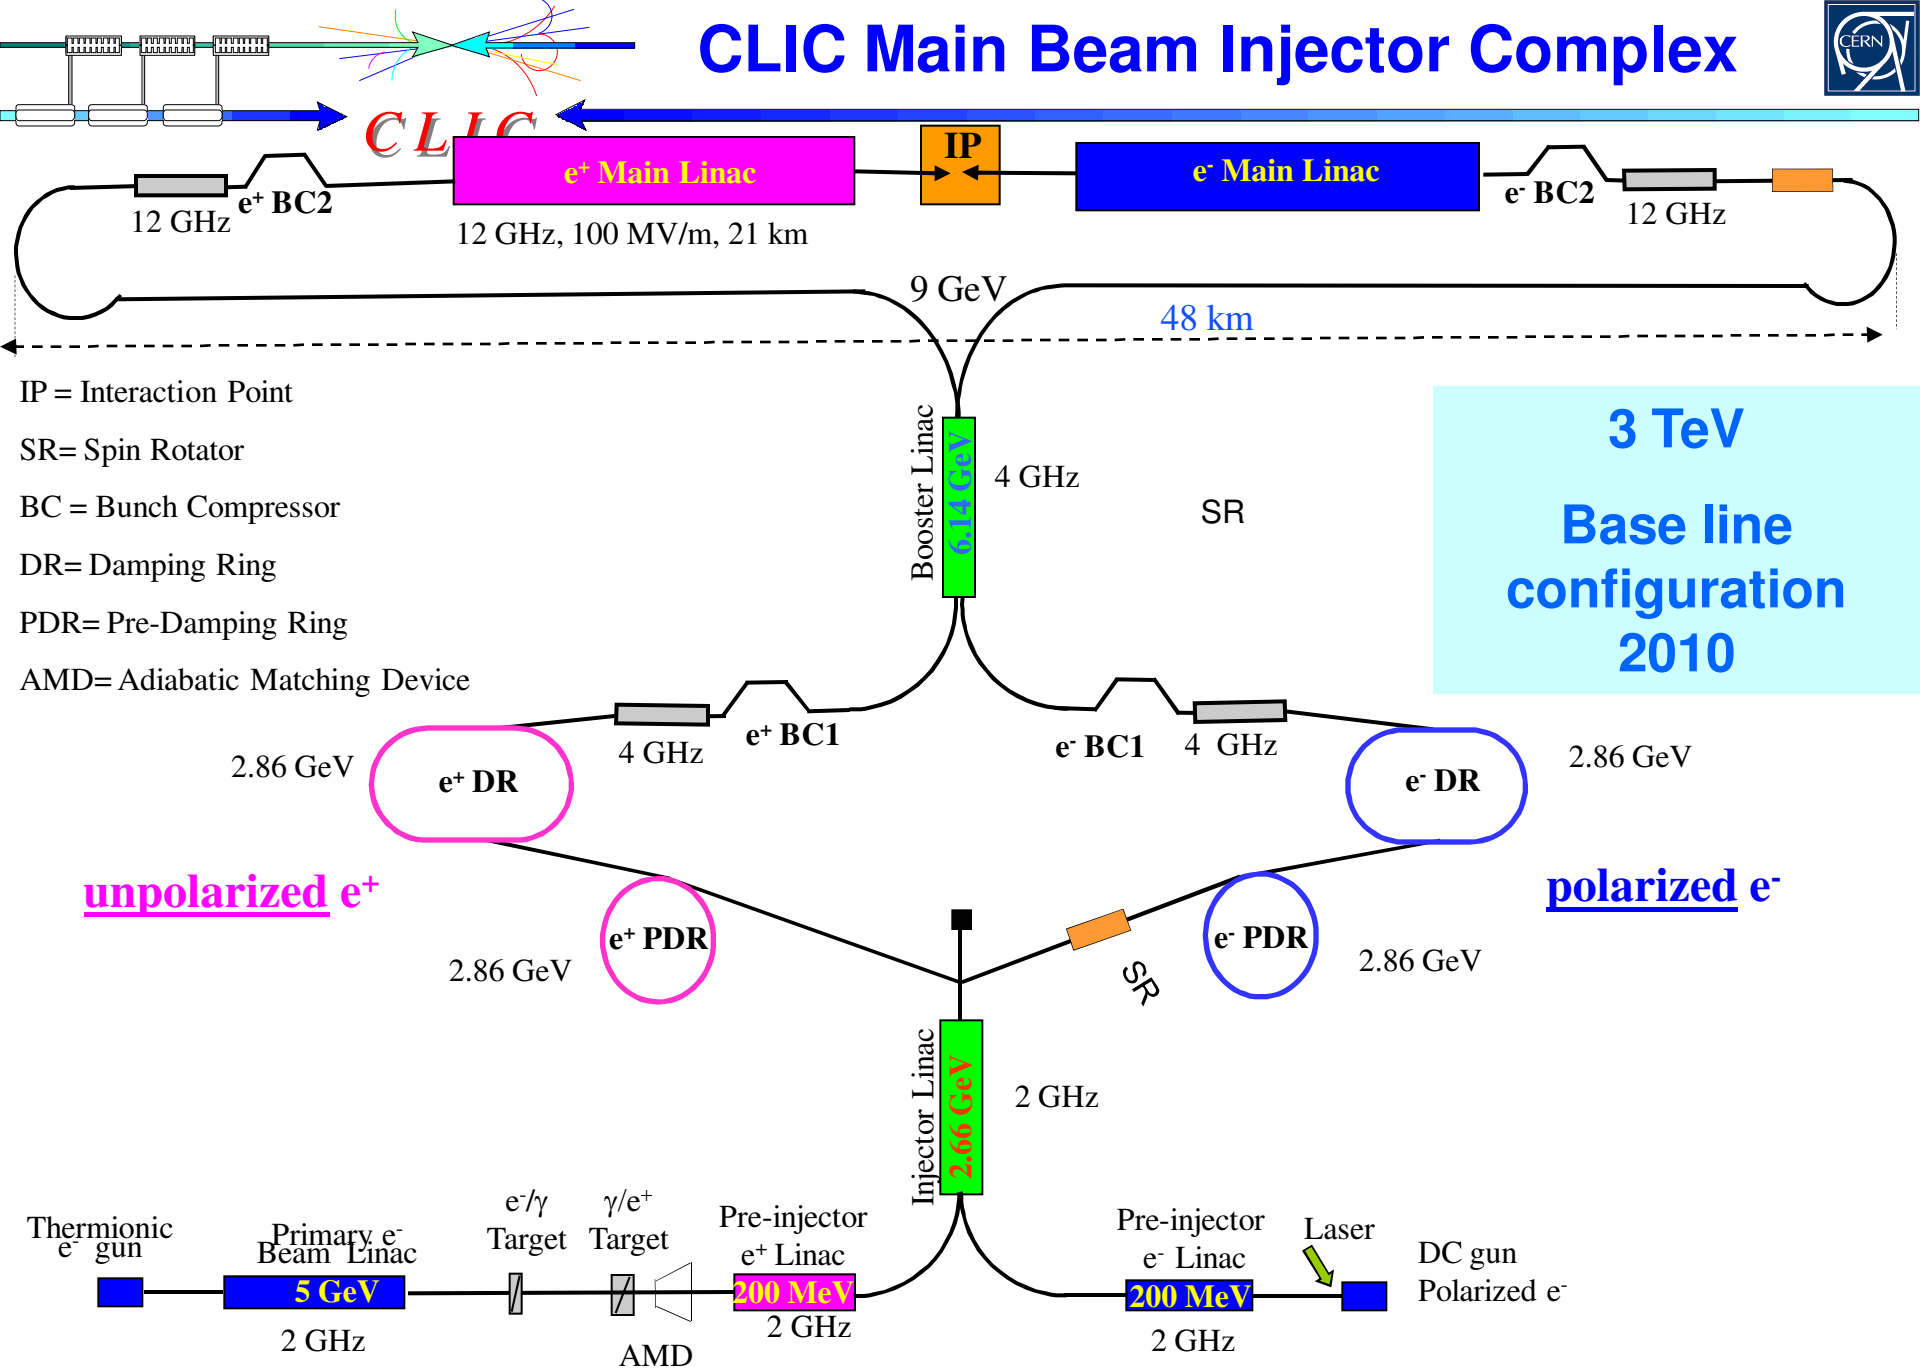 CLIC Main Beam Injector Complex
CERN
CLIC
IP
e⁺ Main Linac
e⁻ Main Linac
12 GHz
e⁺ BC2
e⁻ BC2
12 GHz
12 GHz, 100 MV/m, 21 km
9 GeV
48 km
IP = Interaction Point
SR= Spin Rotator
BC = Bunch Compressor
DR= Damping Ring
PDR= Pre-Damping Ring
AMD= Adiabatic Matching Device
Booster Linac
6.14 GeV
4 GHz
SR
3 TeV
Base line
configuration
2010
4 GHz
e⁺ BC1
e⁻ BC1
4 GHz
2.86 GeV
e⁺ DR
e⁻ DR
2.86 GeV
unpolarized e⁺
polarized e⁻
2.86 GeV
e⁺ PDR
SR
e⁻ PDR
2.86 GeV
Injector Linac
2.66 GeV
2 GHz
Thermionic
e⁻ gun
Primary e⁻
Beam Linac
5 GeV
2 GHz
e⁻/γ
Target
γ/e⁺
Target
AMD
Pre-injector
e⁺ Linac
200 MeV
2 GHz
Pre-injector
e⁻ Linac
200 MeV
2 GHz
Laser
DC gun
Polarized e⁻